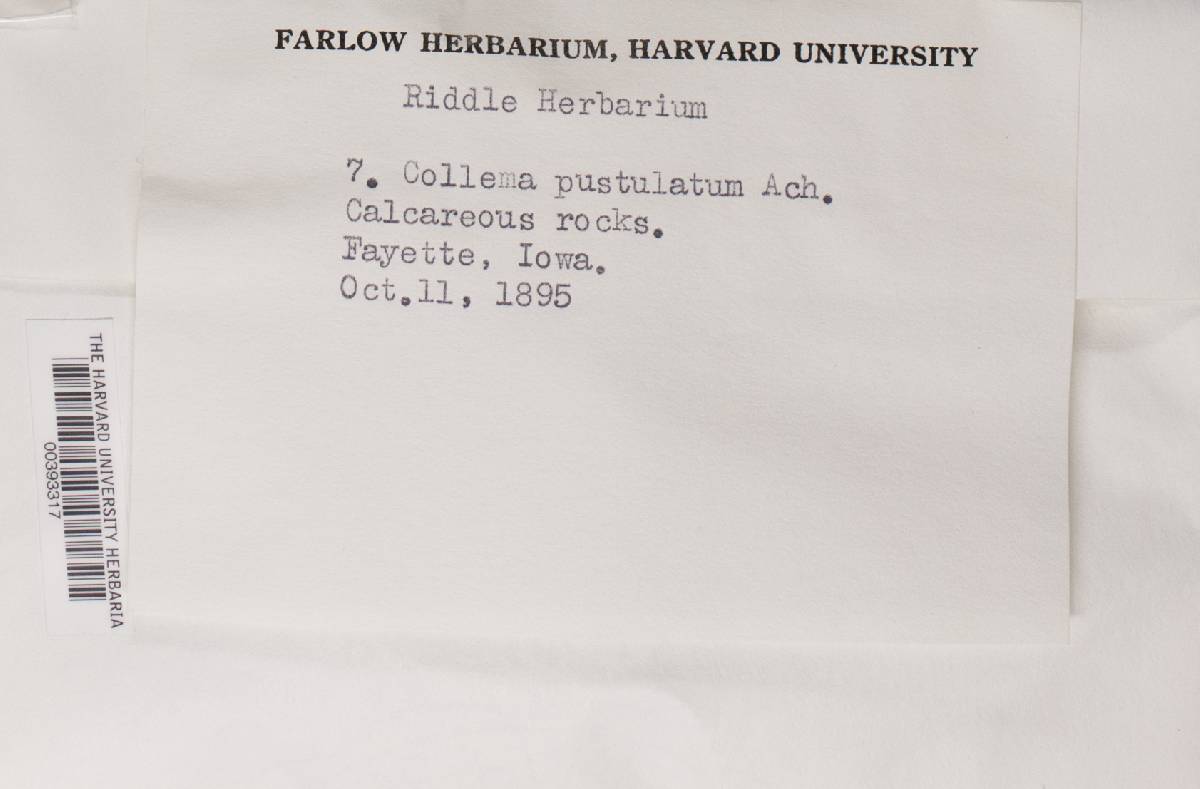 FARLOW HERBARIUM, HARVARD UNIVERSITY
Riddle Herbarium
7. Collema pustulatum Ach.
Calcareous rocks.
Fayette, Iowa.
Oct.11, 1895
THE HARVARD UNIVERSITY HERBARIA
00393317